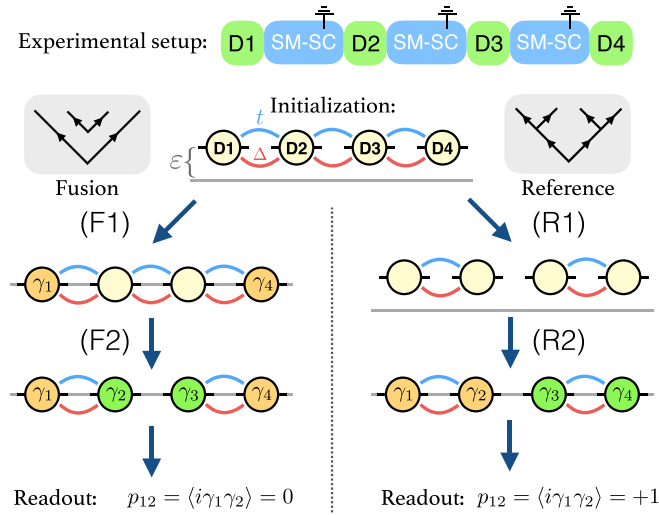 Experimental setup: D1 SM-SC D2 SM-SC D3 SM-SC D4
Initialization:
t
D1 D2 D3 D4
Δ
ε
Fusion
Reference
(F1)
(R1)
γ₁ γ₄
(F2)
(R2)
γ₁ γ₂ γ₃ γ₄
γ₁ γ₂ γ₃ γ₄
Readout: p₁₂ = ⟨iγ₁γ₂⟩ = 0
Readout: p₁₂ = ⟨iγ₁γ₂⟩ = +1